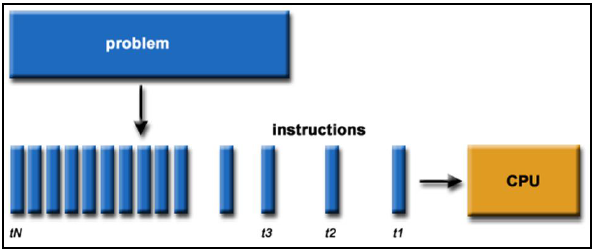 problem
instructions
CPU
tN t3 t2 t1